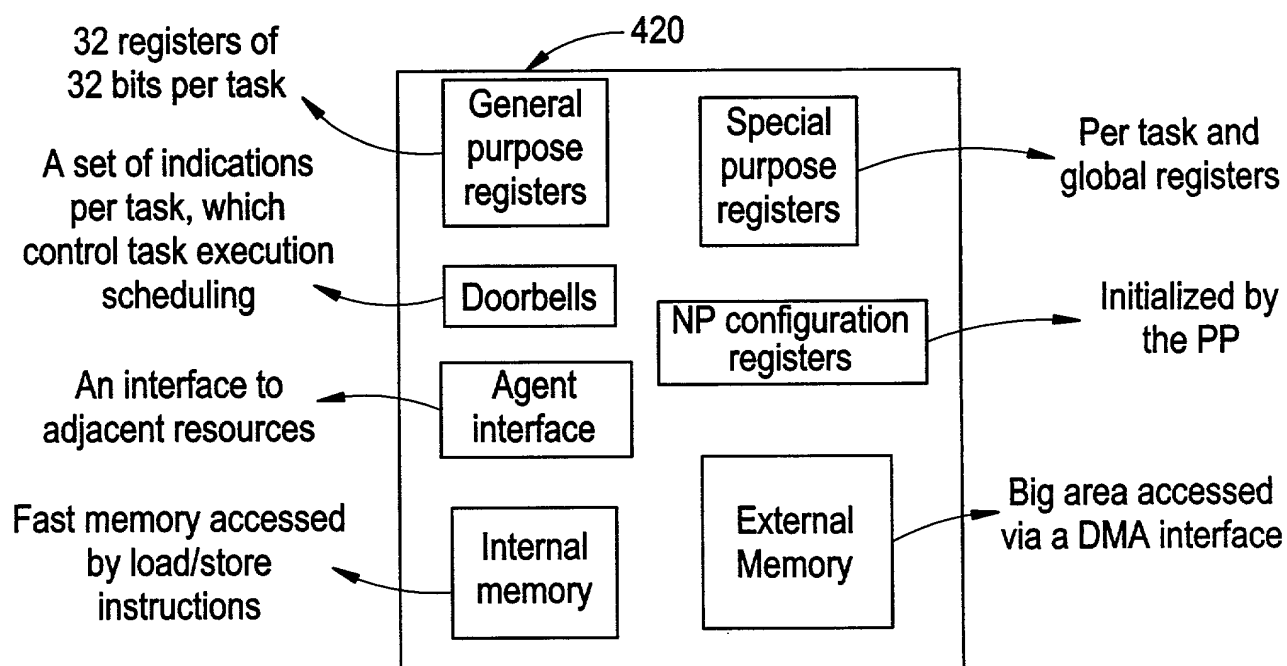 420
32 registers of
32 bits per task
General
purpose
registers
Special
purpose
registers
Per task and
global registers
A set of indications
per task, which
control task execution
scheduling
Doorbells
NP configuration
registers
Initialized by
the PP
An interface to
adjacent resources
Agent
interface
Fast memory accessed
by load/store
instructions
Internal
memory
External
Memory
Big area accessed
via a DMA interface